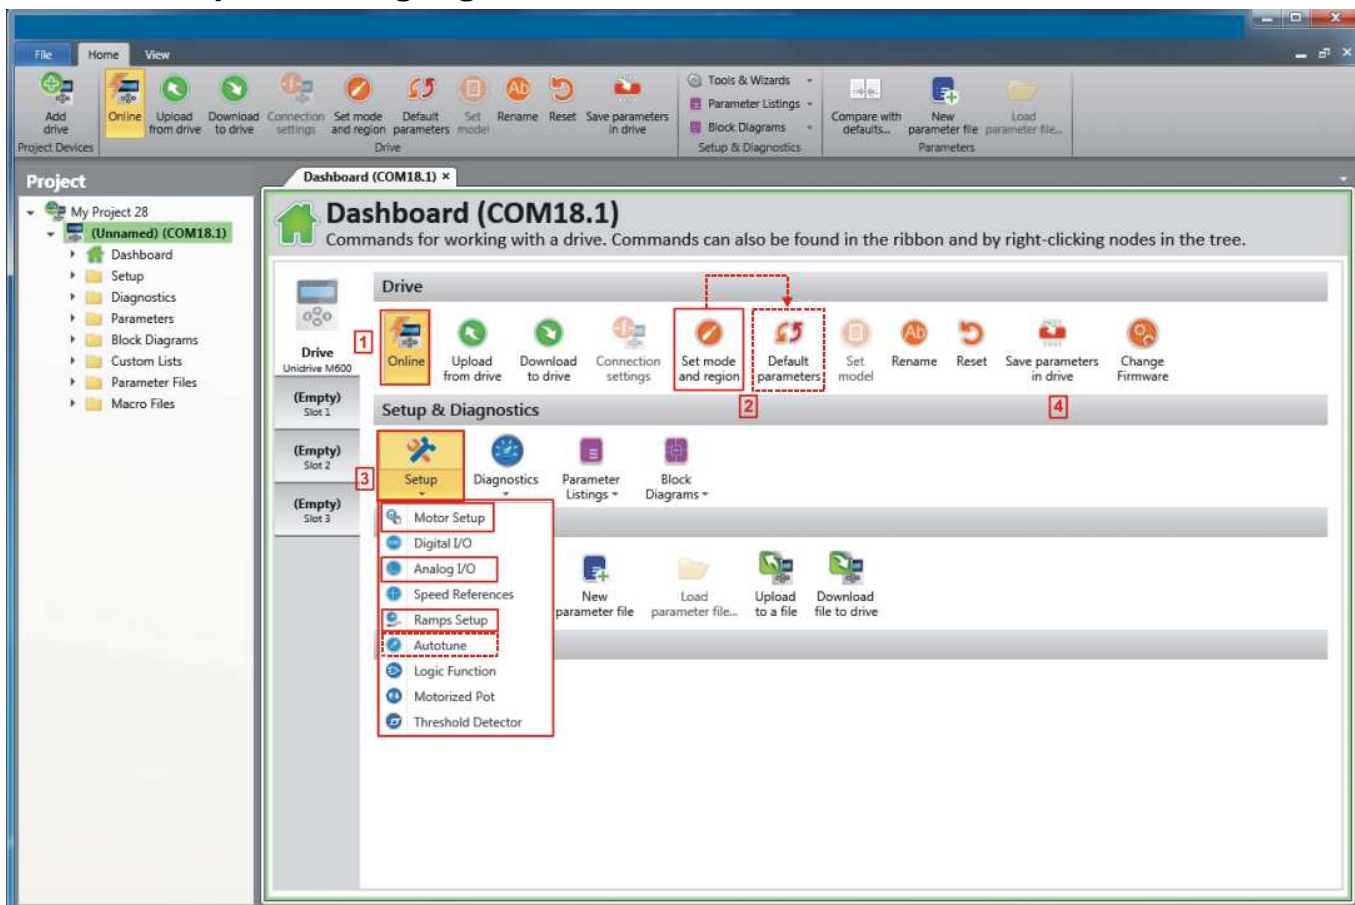 File Home View
Add drive
Online
Upload from drive
Download to drive
Connection settings
Set mode and region
Default parameters
Set model
Rename
Reset
Save parameters in drive
Tools & Wizards
Parameter Listings
Block Diagrams
Compare with defaults...
New parameter file
Load parameter file...
Project Devices
Drive
Setup & Diagnostics
Parameters
Project
My Project 28
(Unnamed) (COM18.1)
Dashboard
Setup
Diagnostics
Parameters
Block Diagrams
Custom Lists
Parameter Files
Macro Files
Dashboard (COM18.1) ×
Dashboard (COM18.1)
Commands for working with a drive. Commands can also be found in the ribbon and by right-clicking nodes in the tree.
Drive
Unidrive M600
(Empty)
Slot 1
(Empty)
Slot 2
(Empty)
Slot 3
Drive
1
Online
Upload from drive
Download to drive
Connection settings
Set mode and region
Default parameters
Set model
Rename
Reset
Save parameters in drive
Change Firmware
2
4
Setup & Diagnostics
3
Setup
Diagnostics
Parameter Listings
Block Diagrams
Motor Setup
Digital I/O
Analog I/O
Speed References
Ramps Setup
Autotune
Logic Function
Motorized Pot
Threshold Detector
New parameter file
Load parameter file...
Upload to a file
Download file to drive